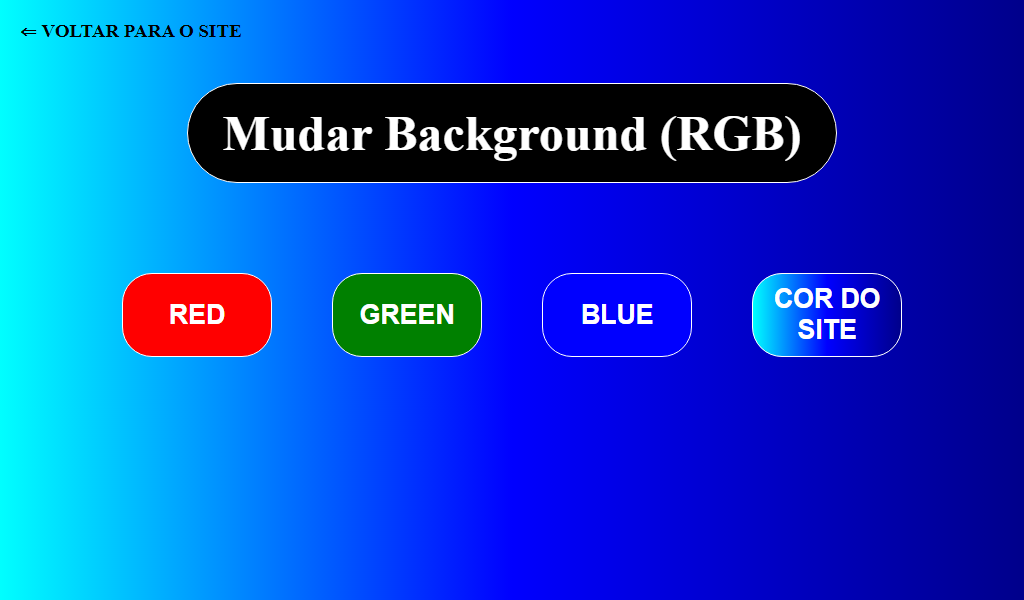 ⇐ VOLTAR PARA O SITE
Mudar Background (RGB)
RED
GREEN
BLUE
COR DO
SITE